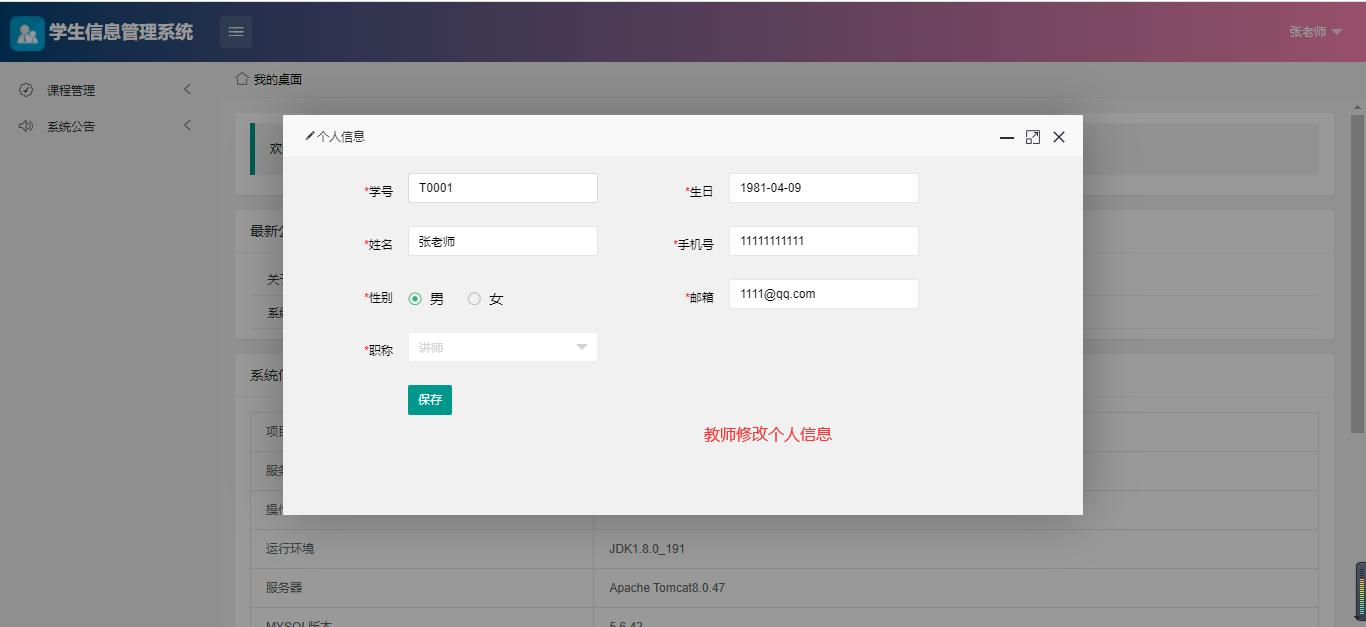 学生信息管理系统
张老师
课程管理
系统公告
我的桌面
欢
个人信息
*学号 T0001 *生日 1981-04-09
*姓名 张老师 *手机号 11111111111
*性别 男 女 *邮箱 1111@qq.com
*职称 讲师
保存
教师修改个人信息
最新公
关于
系统
系统信
项目
服务
操作
运行环境 JDK1.8.0_191
服务器 Apache Tomcat8.0.47
MYSQL版本 5.6.42